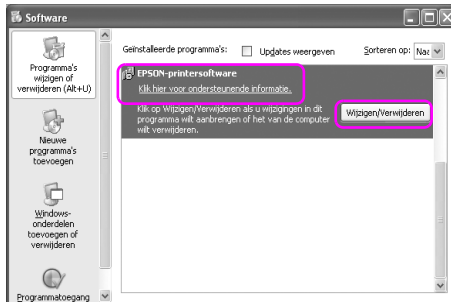 Software
Programma's
wijzigen of
verwijderen (Alt+U)
Nieuwe
programma's
toevoegen
Windows-
onderdelen
toevoegen of
verwijderen
Programmatoegang
Geïnstalleerde programma's:
Updates weergeven
Sorteren op:
EPSON-printersoftware
Klik hier voor ondersteunende informatie.
Klik op Wijzigen/Verwijderen als u wijzigingen in dit
programma wilt aanbrengen of het van de computer
wilt verwijderen.
Wijzigen/Verwijderen